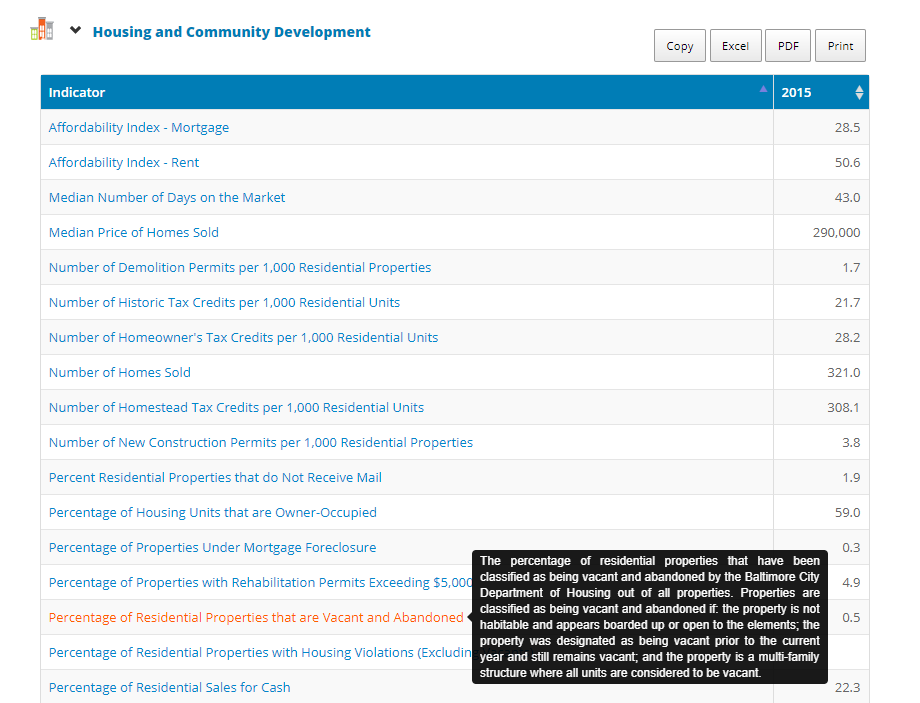 Housing and Community Development
Copy Excel PDF Print
Indicator 2015
Affordability Index - Mortgage 28.5
Affordability Index - Rent 50.6
Median Number of Days on the Market 43.0
Median Price of Homes Sold 290,000
Number of Demolition Permits per 1,000 Residential Properties 1.7
Number of Historic Tax Credits per 1,000 Residential Units 21.7
Number of Homeowner's Tax Credits per 1,000 Residential Units 28.2
Number of Homes Sold 321.0
Number of Homestead Tax Credits per 1,000 Residential Units 308.1
Number of New Construction Permits per 1,000 Residential Properties 3.8
Percent Residential Properties that do Not Receive Mail 1.9
Percentage of Housing Units that are Owner-Occupied 59.0
Percentage of Properties Under Mortgage Foreclosure 0.3
Percentage of Properties with Rehabilitation Permits Exceeding $5,000 4.9
Percentage of Residential Properties that are Vacant and Abandoned 0.5
Percentage of Residential Properties with Housing Violations (Excludin
Percentage of Residential Sales for Cash 22.3
The percentage of residential properties that have been
classified as being vacant and abandoned by the Baltimore City
Department of Housing out of all properties. Properties are
classified as being vacant and abandoned if: the property is not
habitable and appears boarded up or open to the elements; the
property was designated as being vacant prior to the current
year and still remains vacant; and the property is a multi-family
structure where all units are considered to be vacant.